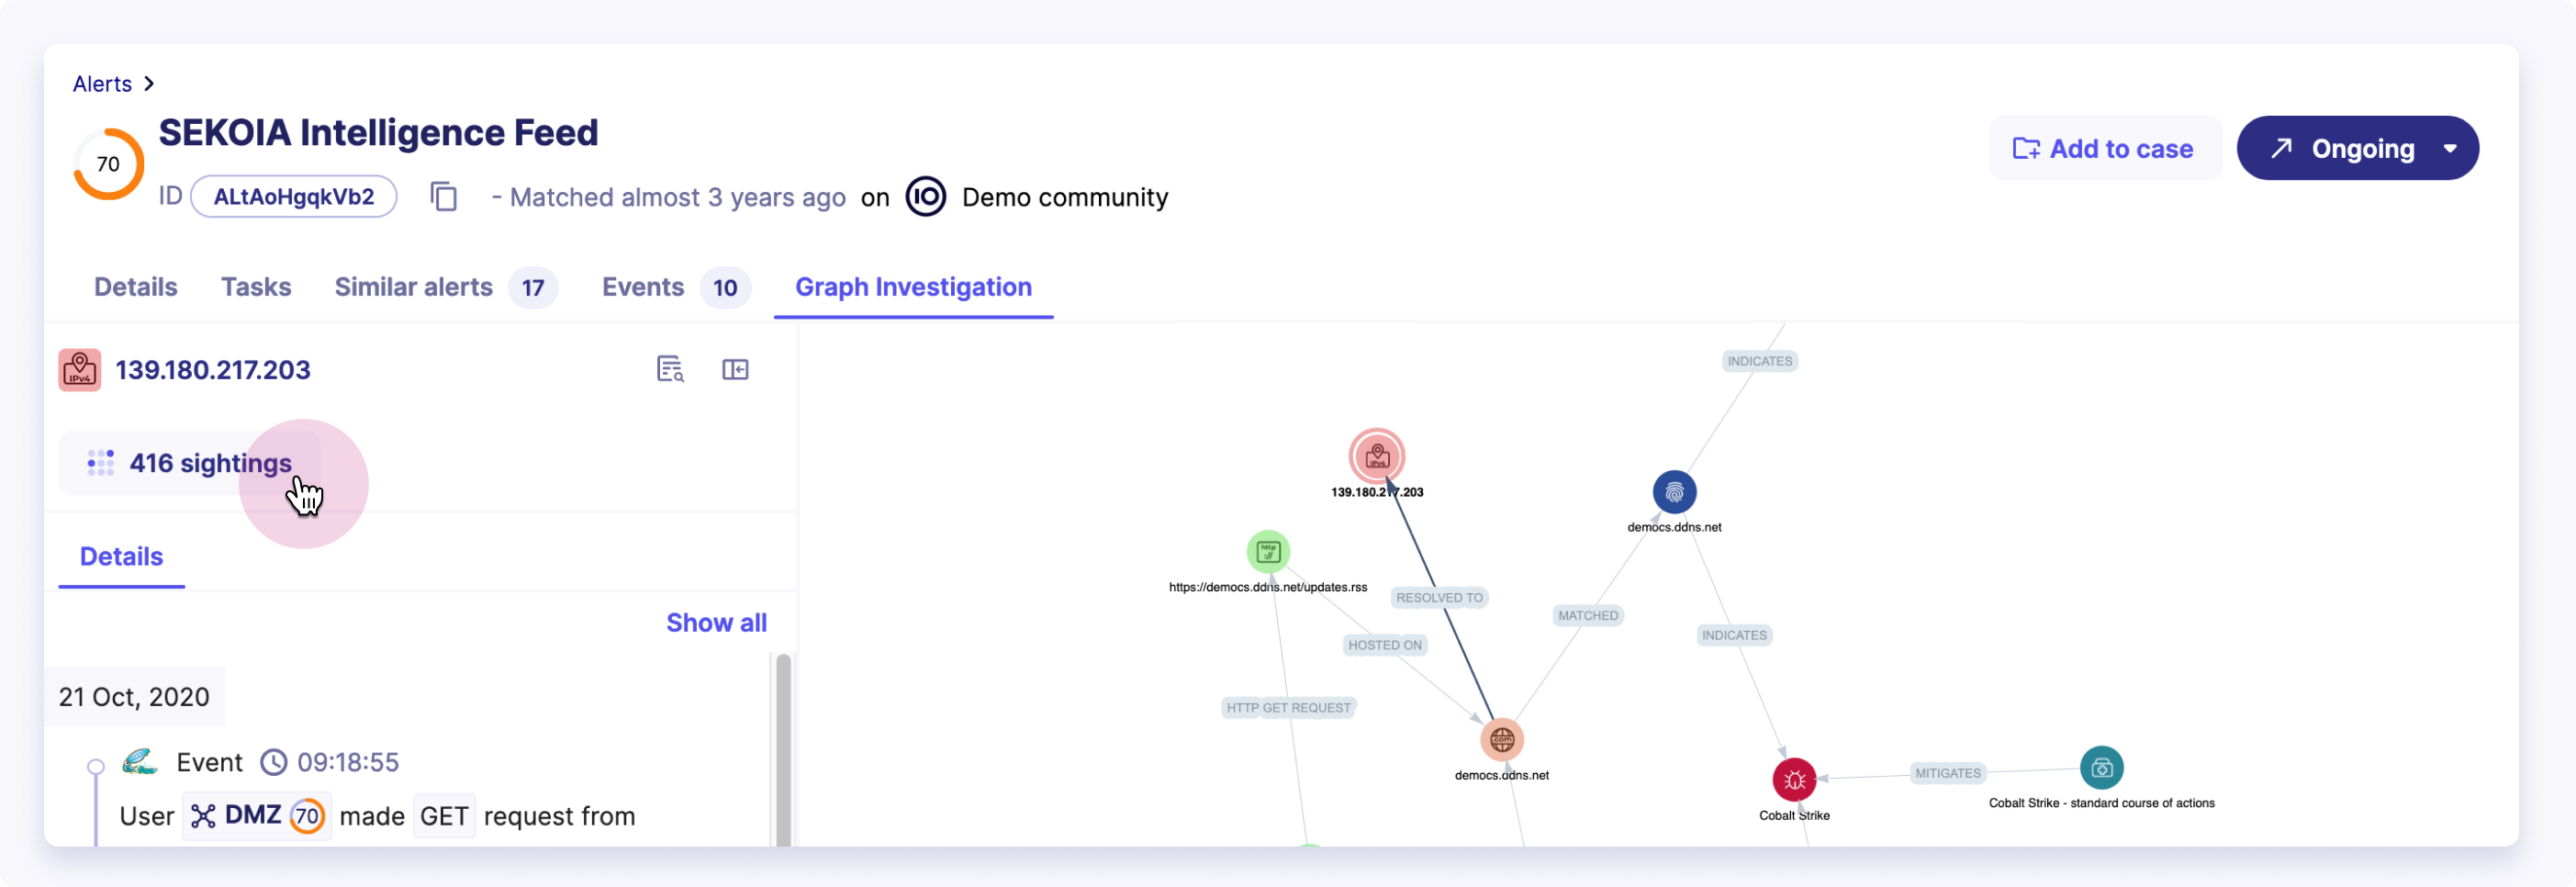 Alerts
SEKOIA Intelligence Feed
70
ID ALtAoHgqkVb2 - Matched almost 3 years ago on IO Demo community
Add to case
Ongoing
Details Tasks Similar alerts 17 Events 10 Graph Investigation
IPv4 139.180.217.203
416 sightings
Details
Show all
21 Oct, 2020
Event 09:18:55
User DMZ 70 made GET request from
INDICATES
IPv4
139.180.217.203
democs.ddns.net
http ://
https://democs.ddns.net/updates.rss
RESOLVED TO
MATCHED
INDICATES
HOSTED ON
HTTP GET REQUEST
.com
democs.ddns.net
MITIGATES
Cobalt Strike
Cobalt Strike - standard course of actions